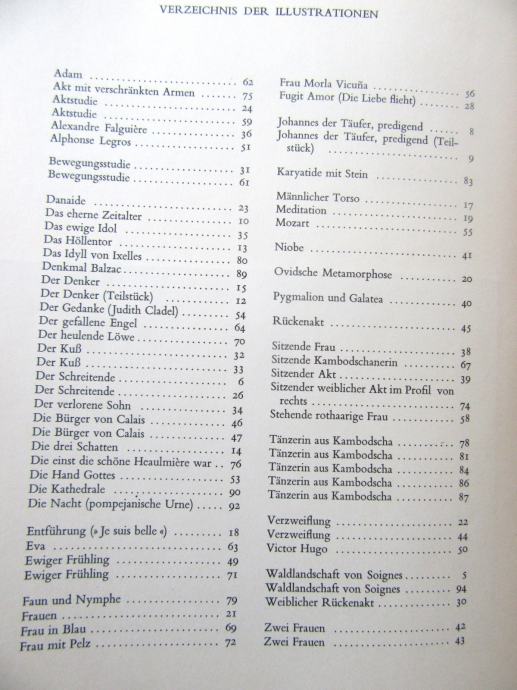 VERZEICHNIS DER ILLUSTRATIONEN
Adam 62
Akt mit verschränkten Armen 75
Aktstudie 24
Aktstudie 59
Alexandre Falguière 36
Alphonse Legros 51
Bewegungsstudie 31
Bewegungsstudie 61
Danaide 23
Das eherne Zeitalter 10
Das ewige Idol 35
Das Höllentor 13
Das Idyll von Ixelles 80
Denkmal Balzac 89
Der Denker 15
Der Denker (Teilstück) 12
Der Gedanke (Judith Cladel) 54
Der gefallene Engel 64
Der heulende Löwe 70
Der Kuß 32
Der Kuß 33
Der Schreitende 6
Der Schreitende 26
Der verlorene Sohn 34
Die Bürger von Calais 46
Die Bürger von Calais 47
Die drei Schatten 14
Die einst die schöne Heaulmière war 76
Die Hand Gottes 53
Die Kathedrale 90
Die Nacht (pompejanische Urne) 92
Entführung (»Je suis belle«) 18
Eva 63
Ewiger Frühling 49
Ewiger Frühling 71
Faun und Nymphe 79
Frauen 21
Frau in Blau 69
Frau mit Pelz 72
Frau Morla Vicuña 56
Fugit Amor (Die Liebe flieht) 28
Johannes der Täufer, predigend 8
Johannes der Täufer, predigend (Teil-
stück) 9
Karyatide mit Stein 83
Männlicher Torso 17
Meditation 19
Mozart 55
Niobe 41
Ovidsche Metamorphose 20
Pygmalion und Galatea 40
Rückenakt 45
Sitzende Frau 38
Sitzende Kambodschanerin 67
Sitzender Akt 39
Sitzender weiblicher Akt im Profil von
rechts 74
Stehende rothaarige Frau 58
Tänzerin aus Kambodscha 78
Tänzerin aus Kambodscha 81
Tänzerin aus Kambodscha 84
Tänzerin aus Kambodscha 86
Tänzerin aus Kambodscha 87
Verzweiflung 22
Verzweiflung 44
Victor Hugo 50
Waldlandschaft von Soignes 5
Waldlandschaft von Soignes 94
Weiblicher Rückenakt 30
Zwei Frauen 42
Zwei Frauen 43